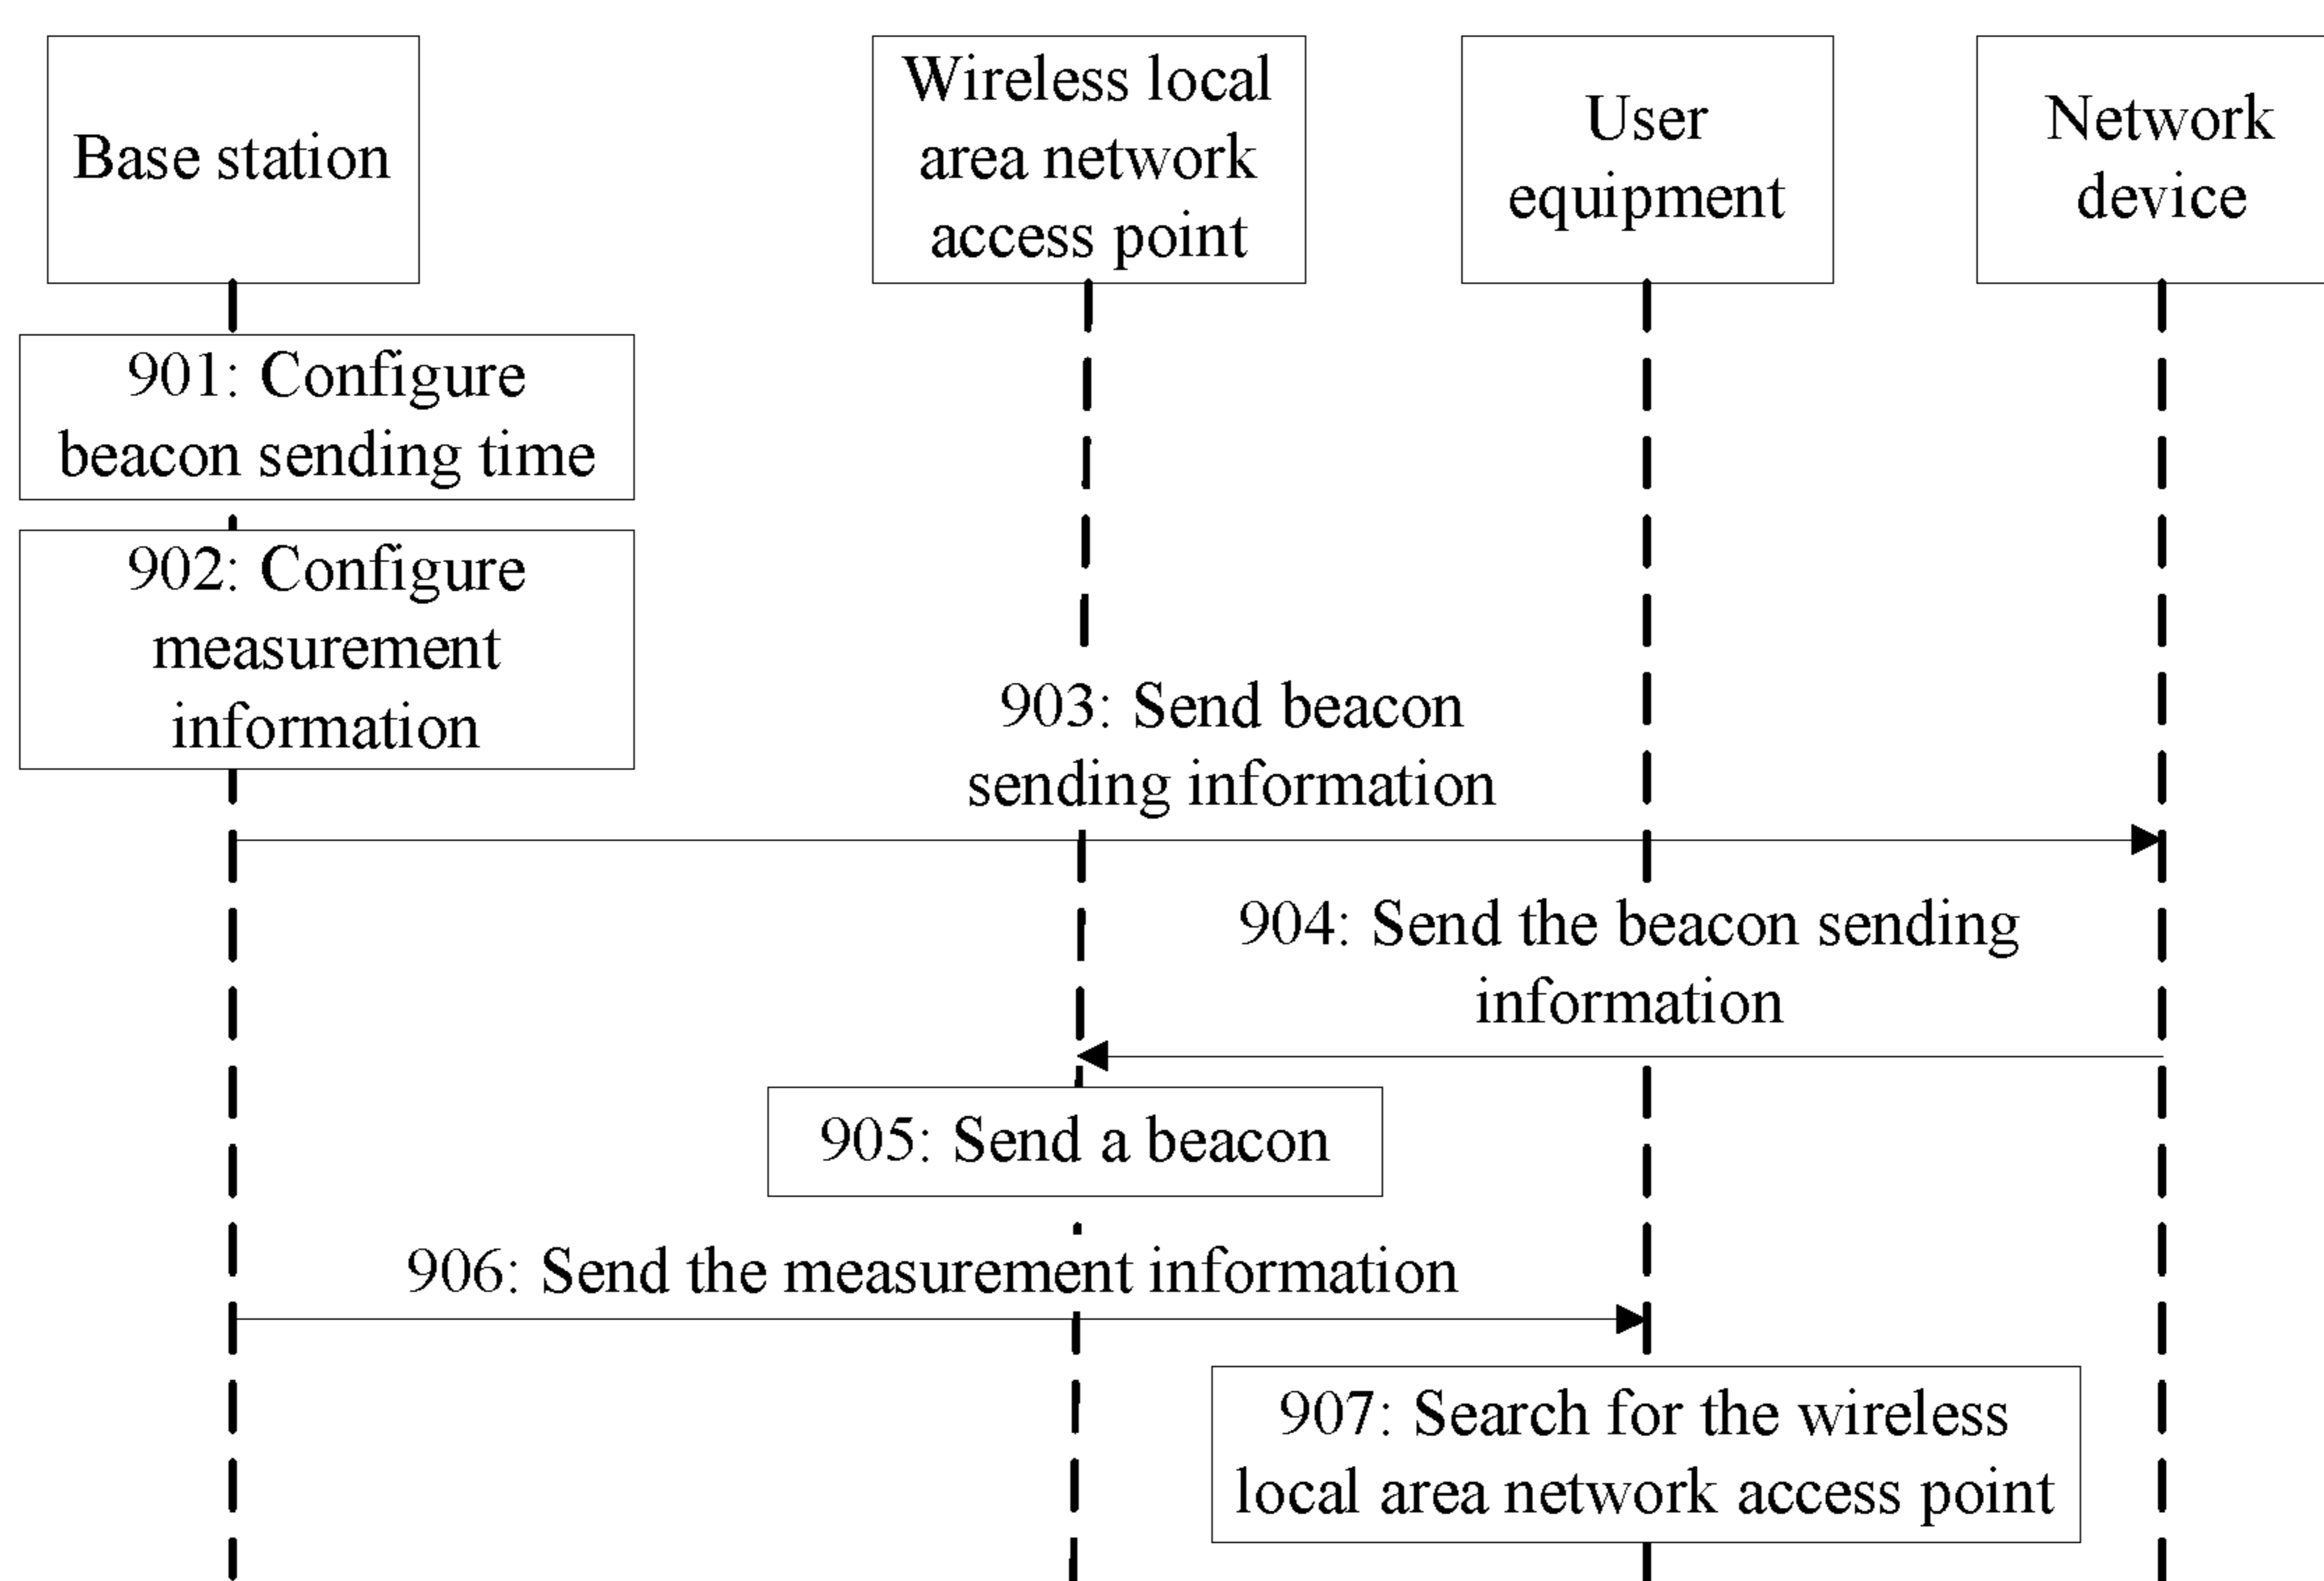 Base station
Wireless local
area network
access point
User
equipment
Network
device
901: Configure
beacon sending time
902: Configure
measurement
information
903: Send beacon
sending information
904: Send the beacon sending
information
905: Send a beacon
906: Send the measurement information
907: Search for the wireless
local area network access point